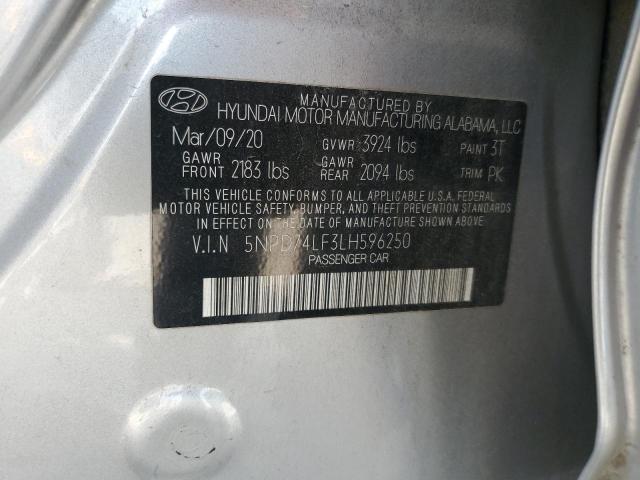 MANUFACTURED BY
HYUNDAI MOTOR MANUFACTURING ALABAMA, LLC
Mar/09/20 GVWR 3924 lbs PAINT 3T
GAWR FRONT 2183 lbs GAWR REAR 2094 lbs TRIM PK
THIS VEHICLE CONFORMS TO ALL APPLICABLE U.S.A. FEDERAL
MOTOR VEHICLE SAFETY, BUMPER, AND THEFT PREVENTION STANDARDS
IN EFFECT ON THE DATE OF MANUFACTURE SHOWN ABOVE.
V.I.N 5NPD74LF3LH596250
PASSENGER CAR